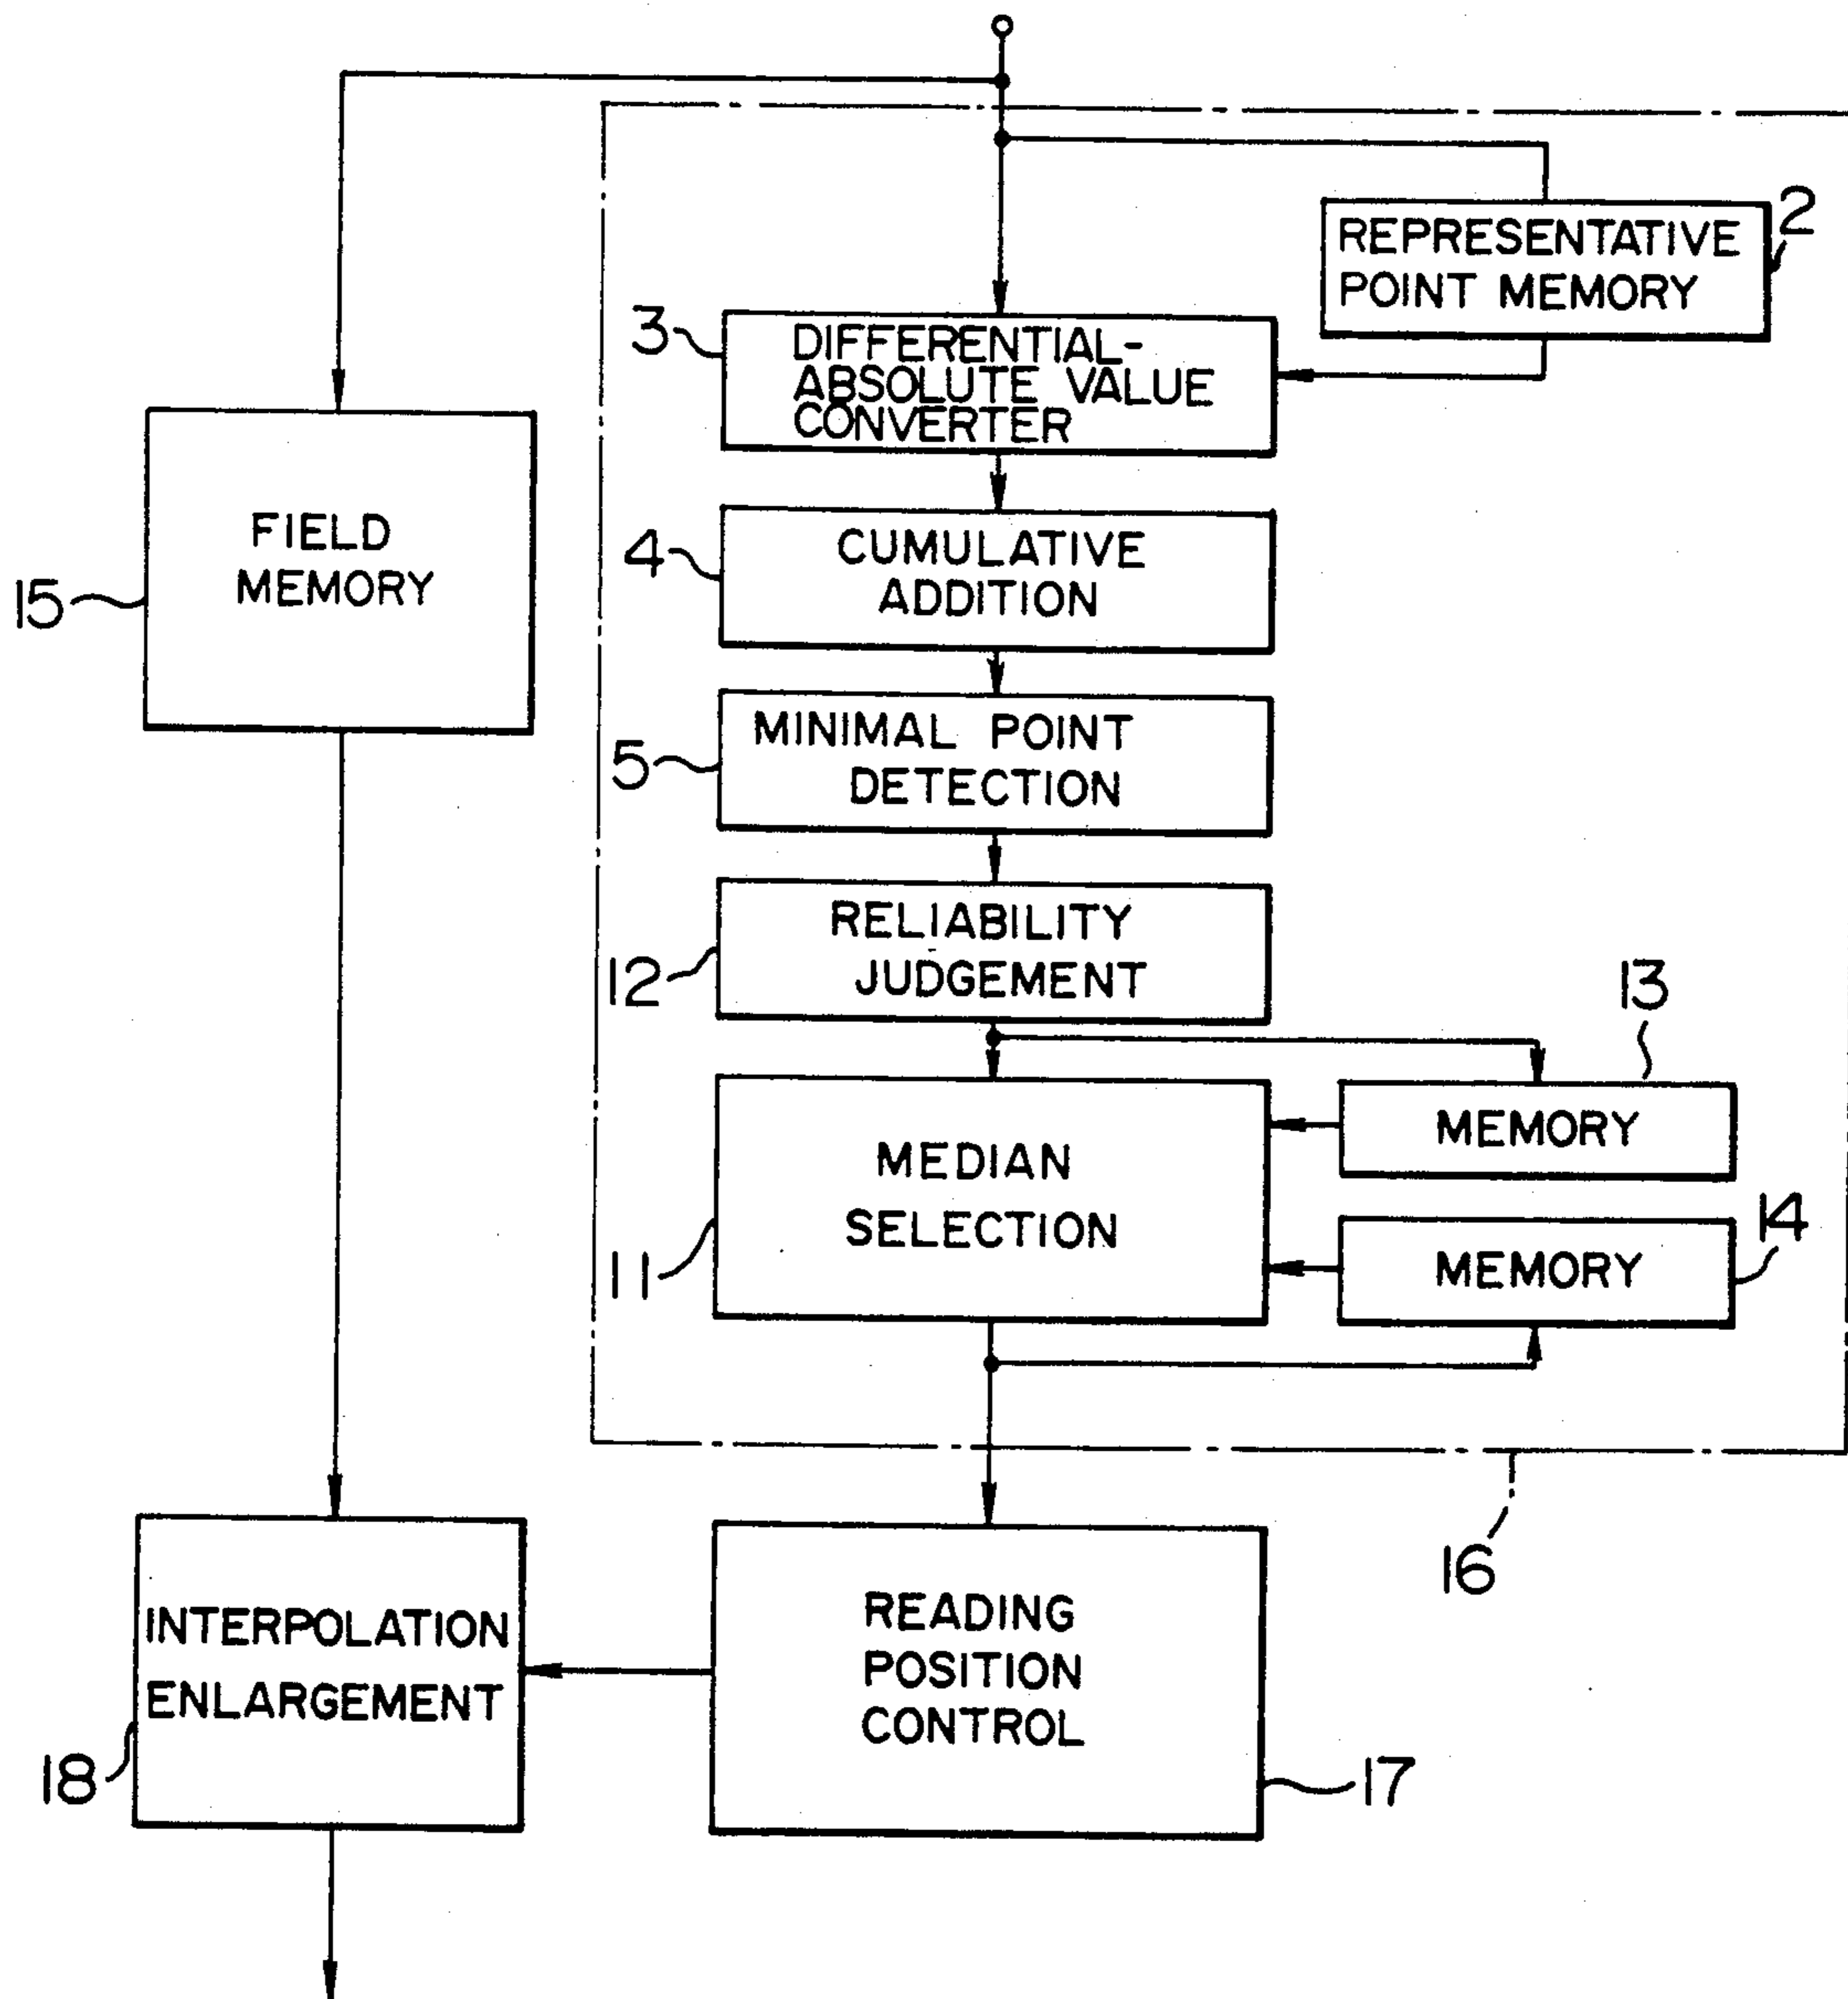 REPRESENTATIVE
POINT MEMORY
2
3
DIFFERENTIAL-
ABSOLUTE VALUE
CONVERTER
FIELD
MEMORY
15
4
CUMULATIVE
ADDITION
5
MINIMAL POINT
DETECTION
12
RELIABILITY
JUDGEMENT
13
MEMORY
11
MEDIAN
SELECTION
14
MEMORY
16
INTERPOLATION
ENLARGEMENT
18
READING
POSITION
CONTROL
17